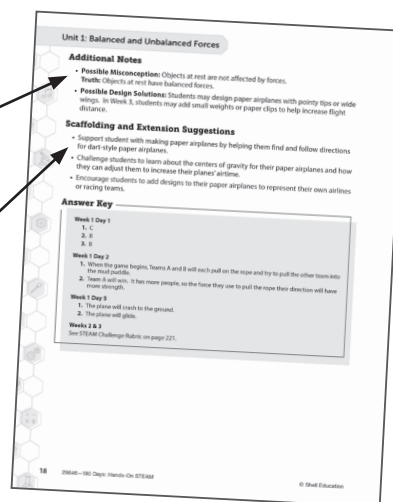 Unit 1: Balanced and Unbalanced Forces
Additional Notes
• Possible Misconception: Objects at rest are not affected by forces.
Truth: Objects at rest have balanced forces.
• Possible Design Solutions: Students may design paper airplanes with pointy tips or wide
wings. In Week 3, students may add small weights or paper clips to help increase flight
distance.
Scaffolding and Extension Suggestions
• Support student with making paper airplanes by helping them find and follow directions
for dart-style paper airplanes.
• Challenge students to learn about the centers of gravity for their paper airplanes and how
they can adjust them to increase their planes' airtime.
• Encourage students to add designs to their paper airplanes to represent their own airlines
or racing teams.
Answer Key
Week 1 Day 1
1. C
2. B
3. B
Week 1 Day 2
1. When the game begins, Teams A and B will each pull on the rope and try to pull the other team into
the mud puddle.
2. Team A will win. It has more people, so the force they use to pull the rope their direction will have
more strength.
Week 1 Day 5
1. The plane will crash to the ground.
2. The plane will glide.
Weeks 2 & 3
See STEAM Challenge Rubric on page 221.
18 29646—180 Days: Hands-On STEAM © Shell Education